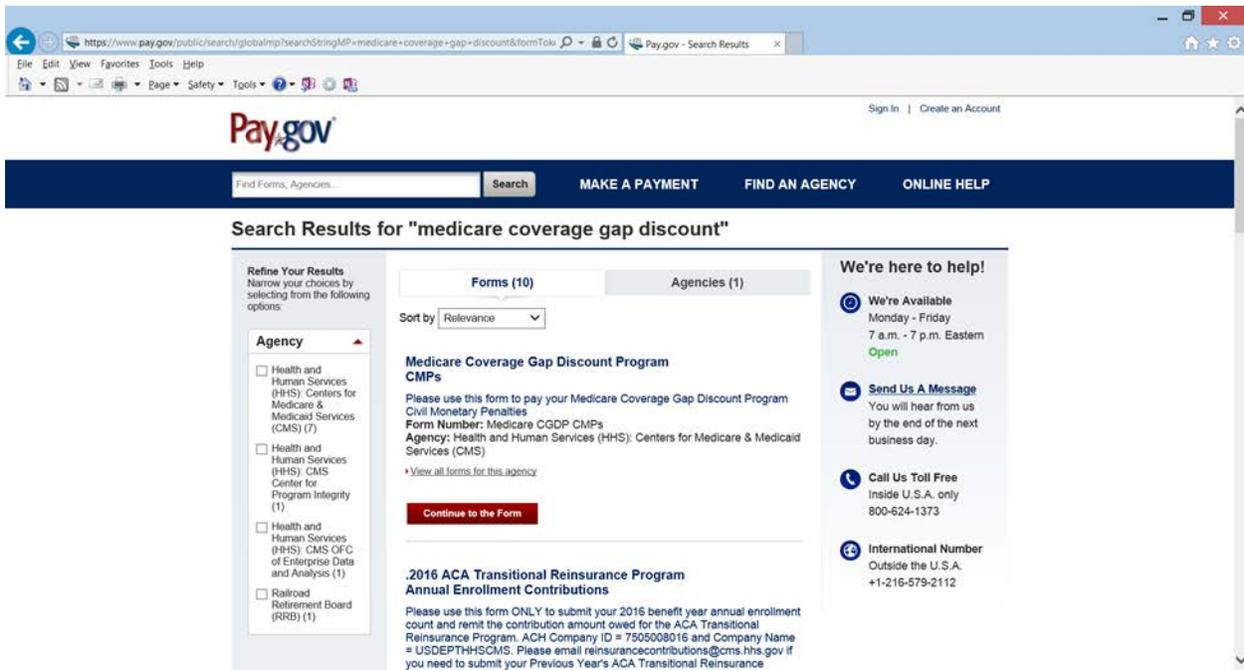 https://www.pay.gov/public/search/globalmp?searchStringMP=medicare+coverage+gap+discount&formToke
Pay.gov - Search Results
File Edit View Favorites Tools Help
Page Safety Tools
Sign In | Create an Account
Pay.gov
Find Forms, Agencies...
Search
MAKE A PAYMENT
FIND AN AGENCY
ONLINE HELP
Search Results for "medicare coverage gap discount"
Refine Your Results
Narrow your choices by
selecting from the following
options:
Agency
Health and
Human Services
(HHS): Centers for
Medicare &
Medicaid Services
(CMS) (7)
Health and
Human Services
(HHS): CMS
Center for
Program Integrity
(1)
Health and
Human Services
(HHS): CMS OFC
of Enterprise Data
and Analysis (1)
Railroad
Retirement Board
(RRB) (1)
Forms (10)
Agencies (1)
Sort by Relevance
Medicare Coverage Gap Discount Program
CMPs
Please use this form to pay your Medicare Coverage Gap Discount Program
Civil Monetary Penalties
Form Number: Medicare CGDP CMPs
Agency: Health and Human Services (HHS): Centers for Medicare & Medicaid
Services (CMS)
View all forms for this agency
Continue to the Form
.2016 ACA Transitional Reinsurance Program
Annual Enrollment Contributions
Please use this form ONLY to submit your 2016 benefit year annual enrollment
count and remit the contribution amount owed for the ACA Transitional
Reinsurance Program. ACH Company ID = 7505008016 and Company Name
= USDEPTHHSCMS. Please email reinsurancecontributions@cms.hhs.gov if
you need to submit your Previous Year's ACA Transitional Reinsurance
We're here to help!
We're Available
Monday - Friday
7 a.m. - 7 p.m. Eastern
Open
Send Us A Message
You will hear from us
by the end of the next
business day.
Call Us Toll Free
Inside U.S.A. only
800-624-1373
International Number
Outside the U.S.A.
+1-216-579-2112